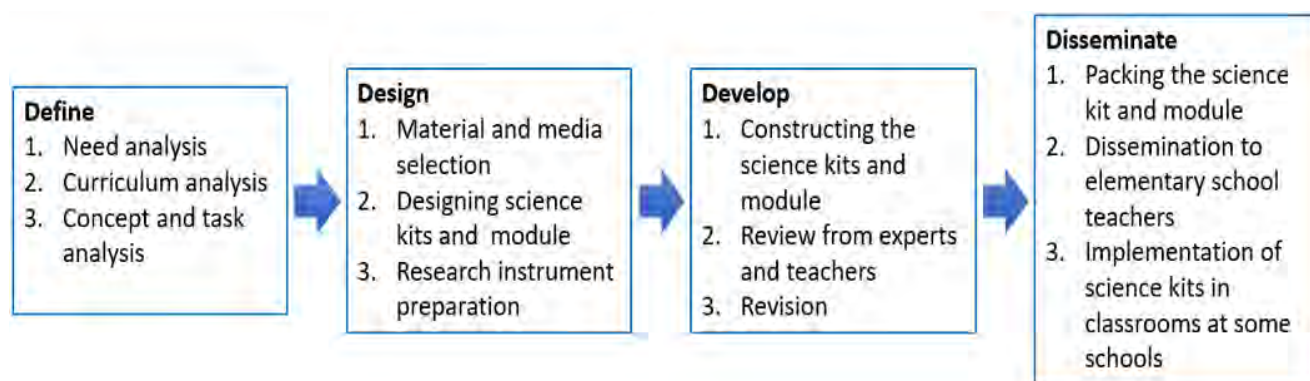 Define
1. Need analysis
2. Curriculum analysis
3. Concept and task
analysis
Design
1. Material and media
selection
2. Designing science
kits and module
3. Research instrument
preparation
Develop
1. Constructing the
science kits and
module
2. Review from experts
and teachers
3. Revision
Disseminate
1. Packing the science
kit and module
2. Dissemination to
elementary school
teachers
3. Implementation of
science kits in
classrooms at some
schools